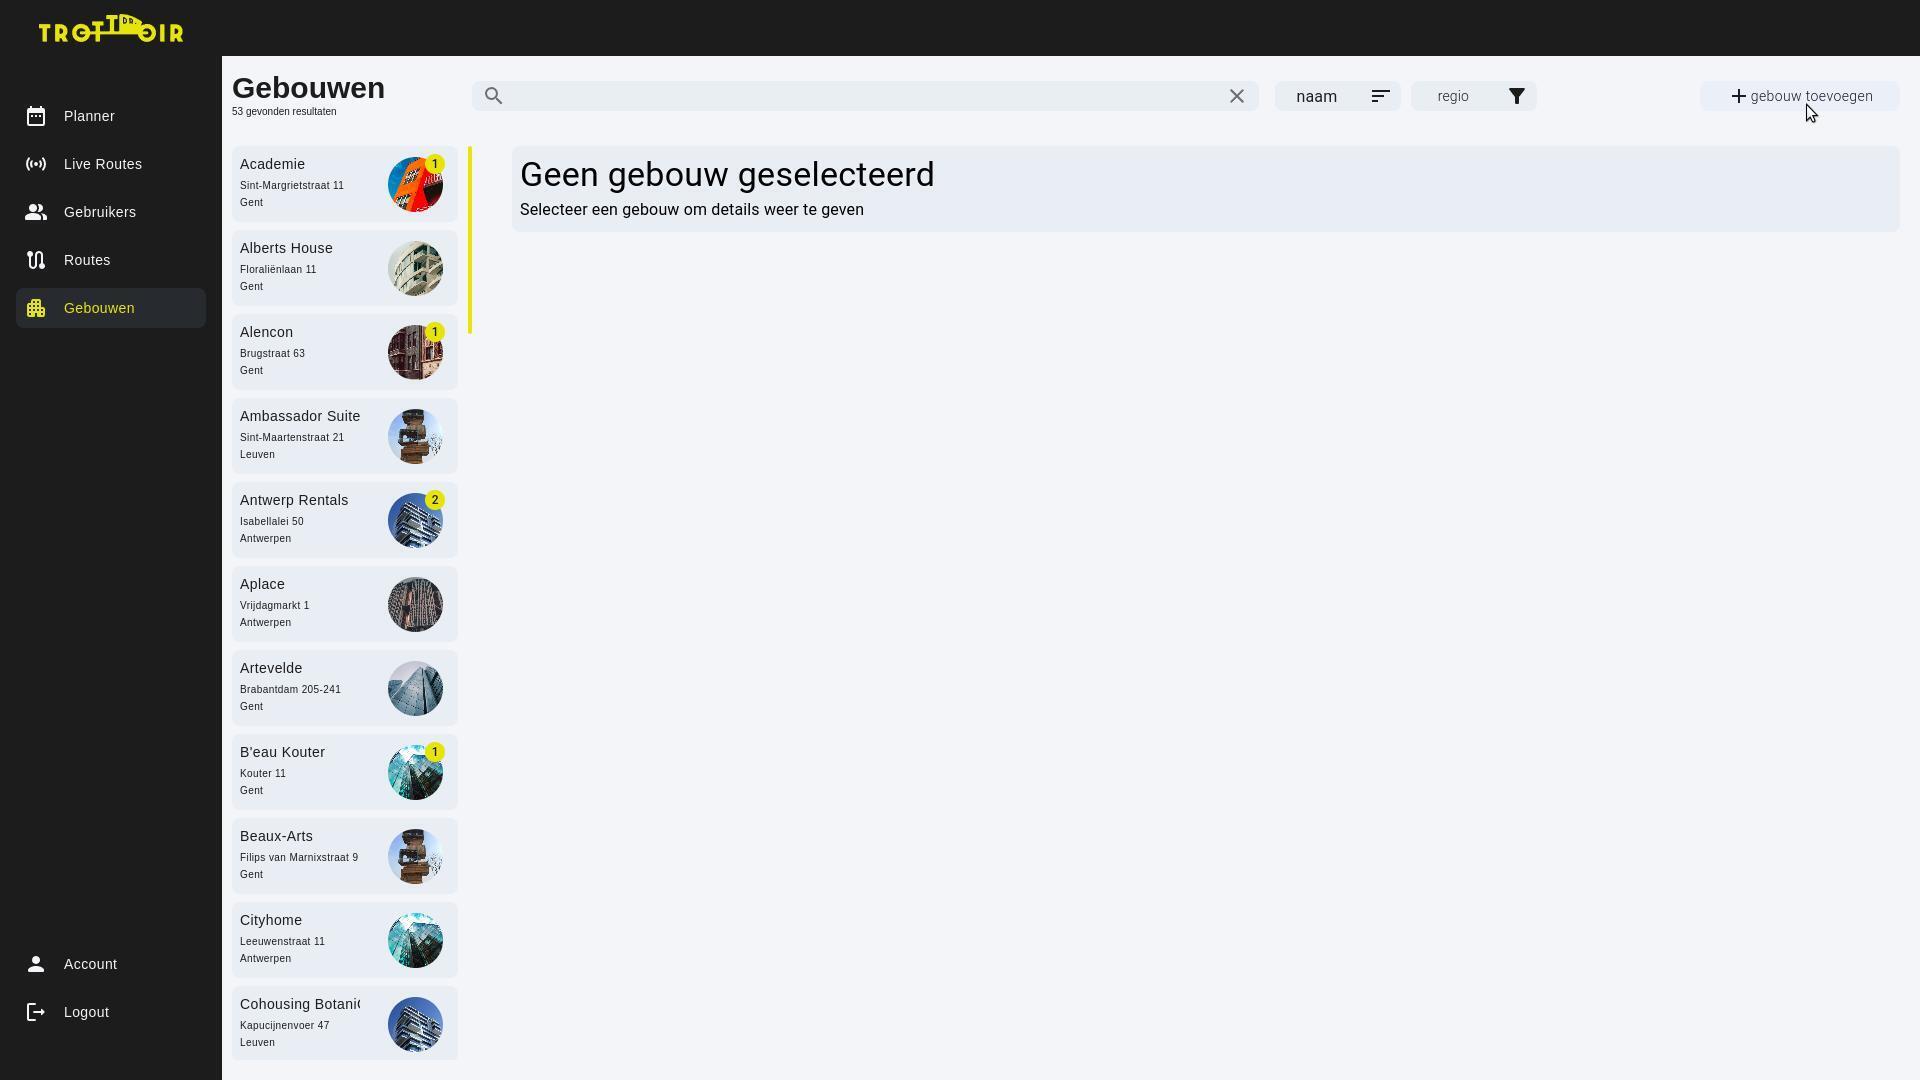 TROTTOIR
DR.
Planner
Live Routes
Gebruikers
Routes
Gebouwen
Account
Logout
Gebouwen
53 gevonden resultaten
naam
regio
gebouw toevoegen
Academie
Sint-Margrietstraat 11
Gent
1
Alberts House
Floraliënlaan 11
Gent
Alencon
Brugstraat 63
Gent
1
Ambassador Suite
Sint-Maartenstraat 21
Leuven
Antwerp Rentals
Isabellalei 50
Antwerpen
2
Aplace
Vrijdagmarkt 1
Antwerpen
Artevelde
Brabantdam 205-241
Gent
B'eau Kouter
Kouter 11
Gent
1
Beaux-Arts
Filips van Marnixstraat 9
Gent
Cityhome
Leeuwenstraat 11
Antwerpen
Cohousing Botani
Kapucijnenvoer 47
Leuven
Geen gebouw geselecteerd
Selecteer een gebouw om details weer te geven